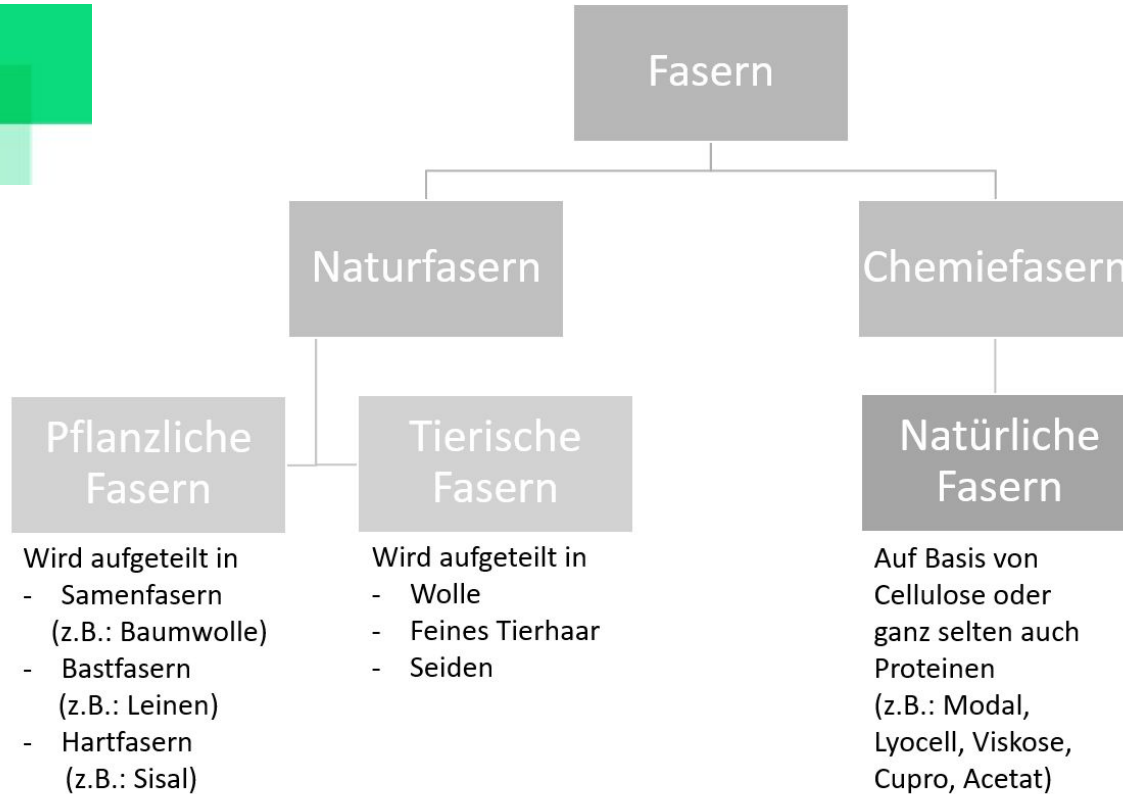 Fasern
Naturfasern
Chemiefasern
Pflanzliche
Fasern
Wird aufgeteilt in
- Samenfasern
(z.B.: Baumwolle)
- Bastfasern
(z.B.: Leinen)
- Hartfasern
(z.B.: Sisal)
Tierische
Fasern
Wird aufgeteilt in
- Wolle
- Feines Tierhaar
- Seiden
Natürliche
Fasern
Auf Basis von
Cellulose oder
ganz selten auch
Proteinen
(z.B.: Modal,
Lyocell, Viskose,
Cupro, Acetat)